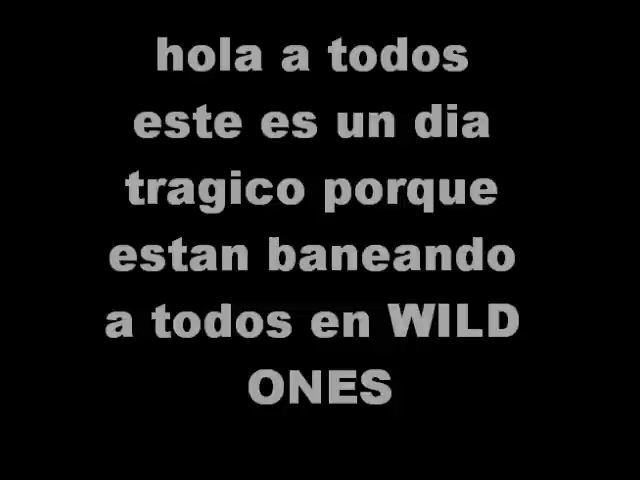 hola a todos
este es un dia
tragico porque
estan baneando
a todos en WILD
ONES